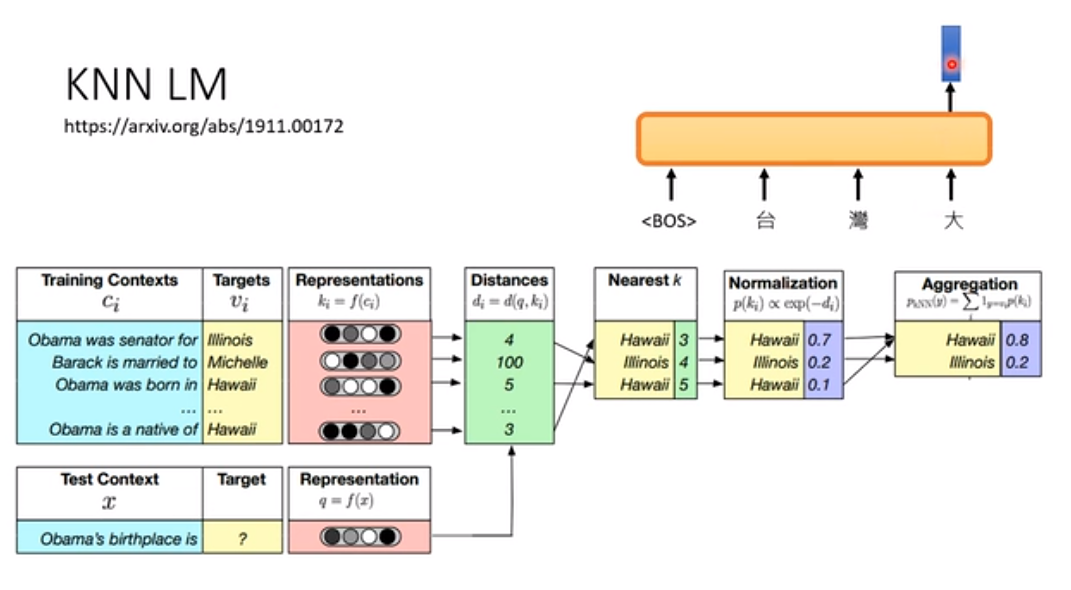 KNN LM
https://arxiv.org/abs/1911.00172
<BOS> 台 灣 大
Training Contexts Targets Representations Distances Nearest k Normalization Aggregation
c_i v_i k_i = f(c_i) d_i = d(q, k_i) p(k_i) ∝ exp(−d_i) p_kNN(y) = ∑_i 1_{y=v_i} p(k_i)
Obama was senator for Illinois 4 Hawaii 3 Hawaii 0.7 Hawaii 0.8
Barack is married to Michelle 100 Illinois 4 Illinois 0.2 Illinois 0.2
Obama was born in Hawaii 5 Hawaii 5 Hawaii 0.1
... ... ... ...
Obama is a native of Hawaii 3
Test Context Target Representation
x q = f(x)
Obama's birthplace is ?